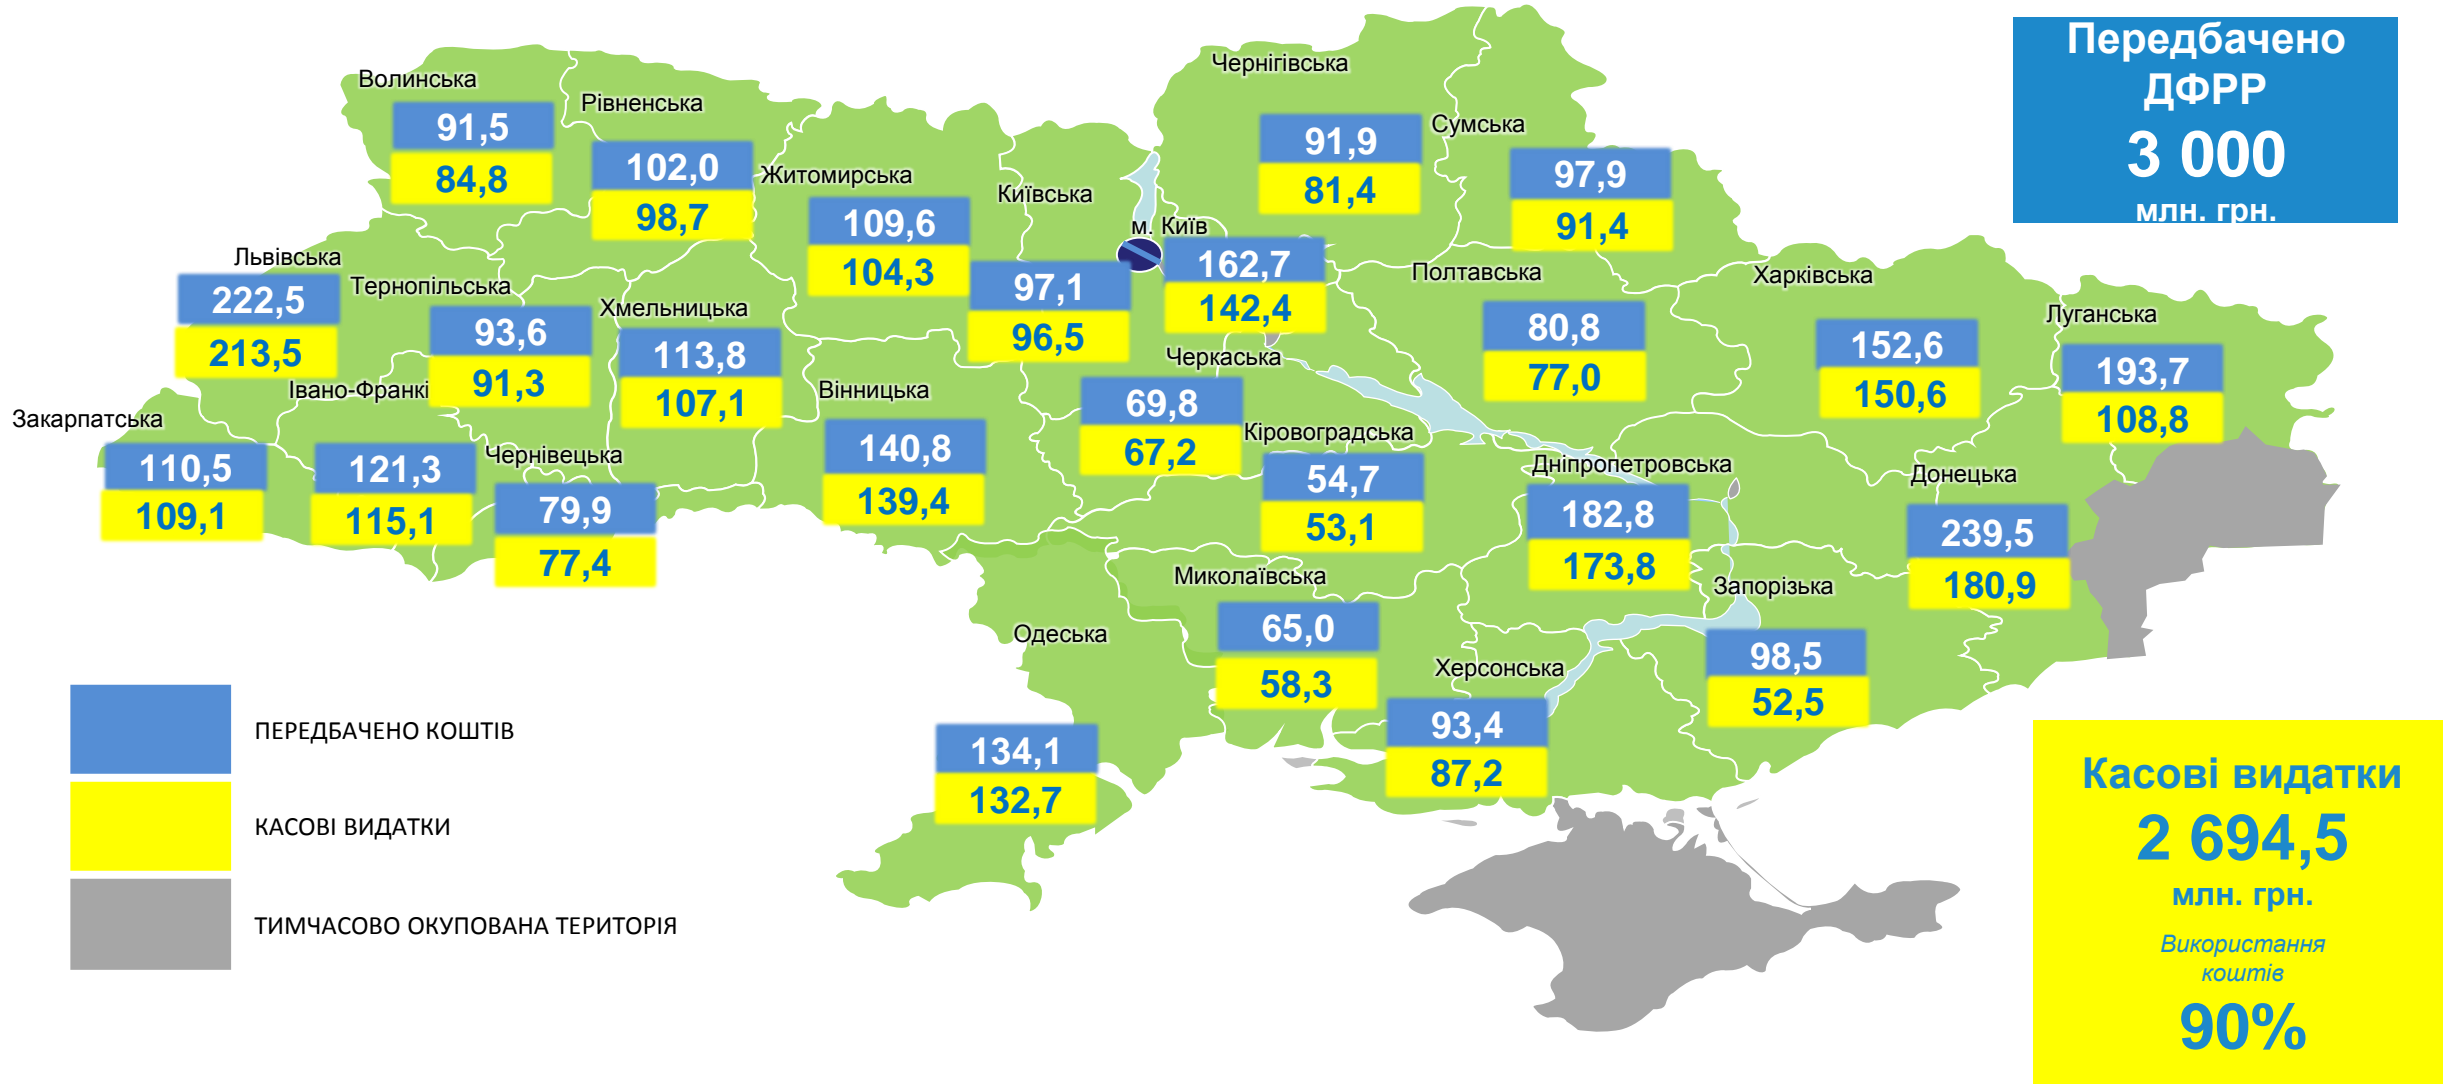 Передбачено
ДФРР
3 000
млн. грн.
Волинська
91,5
84,8
Рівненська
102,0
98,7
Житомирська
109,6
104,3
Київська
97,1
96,5
м. Київ
162,7
142,4
Чернігівська
91,9
81,4
Сумська
97,9
91,4
Львівська
222,5
213,5
Тернопільська
93,6
91,3
Хмельницька
113,8
107,1
Вінницька
140,8
139,4
Черкаська
69,8
67,2
Полтавська
80,8
77,0
Харківська
152,6
150,6
Луганська
193,7
108,8
Закарпатська
110,5
109,1
Івано-Франкі
121,3
115,1
Чернівецька
79,9
77,4
Кіровоградська
54,7
53,1
Дніпропетровська
182,8
173,8
Донецька
239,5
180,9
Миколаївська
65,0
58,3
Одеська
134,1
132,7
Херсонська
93,4
87,2
Запорізька
98,5
52,5
ПЕРЕДБАЧЕНО КОШТІВ
КАСОВІ ВИДАТКИ
ТИМЧАСОВО ОКУПОВАНА ТЕРИТОРІЯ
Касові видатки
2 694,5
млн. грн.
Використання
коштів
90%